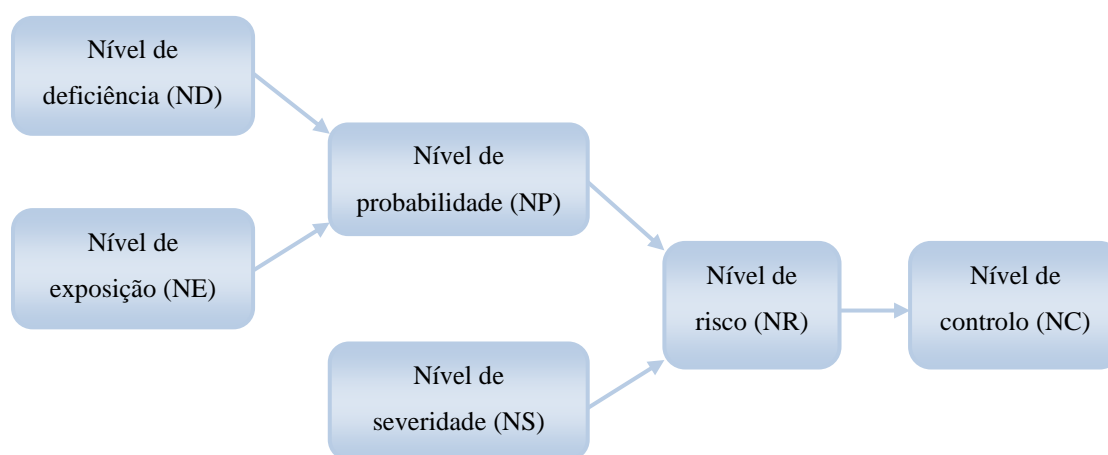 Nível de
deficiência (ND)
Nível de
exposição (NE)
Nível de
probabilidade (NP)
Nível de
severidade (NS)
Nível de
risco (NR)
Nível de
controlo (NC)